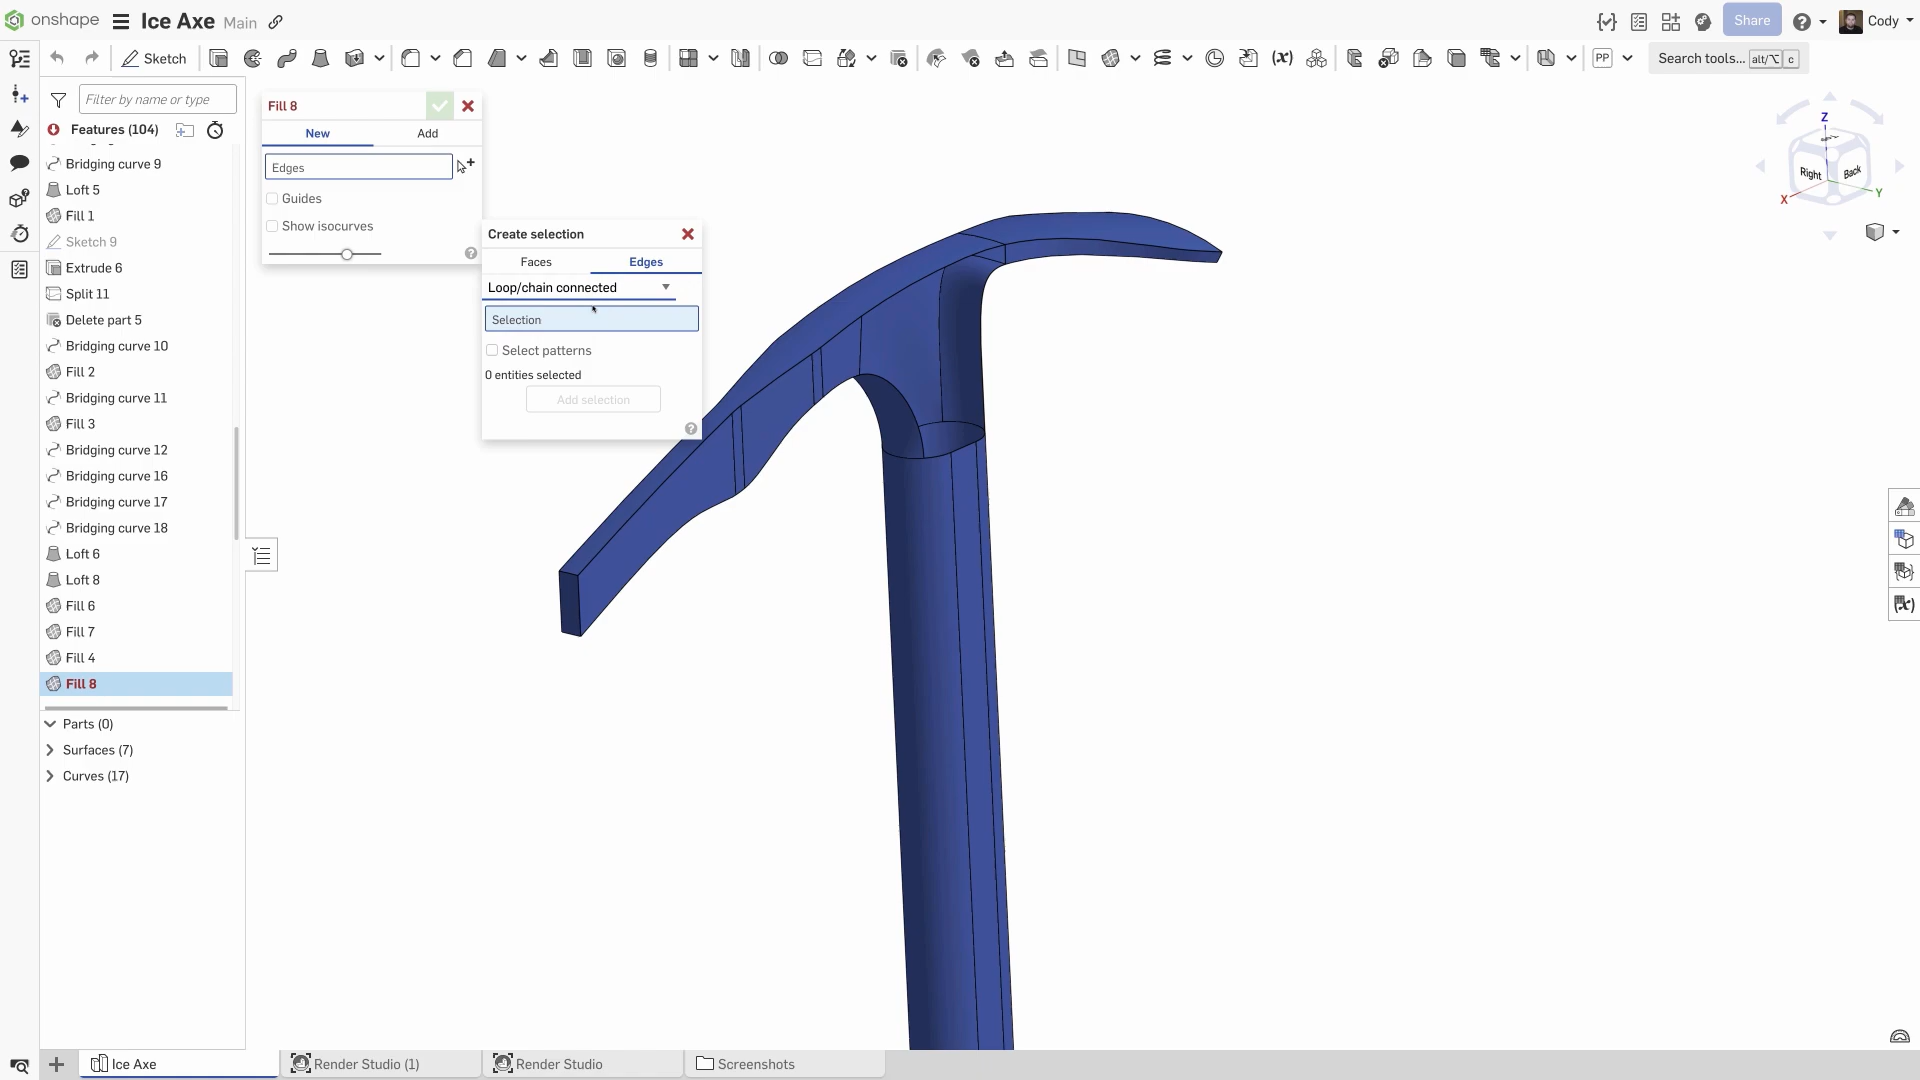 onshape
Ice Axe Main
Share
Cody
Sketch
PP
Search tools... alt/⌥ c
Filter by name or type
Features (104)
Bridging curve 9
Loft 5
Fill 1
Sketch 9
Extrude 6
Split 11
Delete part 5
Bridging curve 10
Fill 2
Bridging curve 11
Fill 3
Bridging curve 12
Bridging curve 16
Bridging curve 17
Bridging curve 18
Loft 6
Loft 8
Fill 6
Fill 7
Fill 4
Fill 8
Parts (0)
Surfaces (7)
Curves (17)
Fill 8
New
Add
Edges
Guides
Show isocurves
Create selection
Faces
Edges
Loop/chain connected
Selection
Select patterns
0 entities selected
Add selection
Z
Right
Back
X
Y
Ice Axe
Render Studio (1)
Render Studio
Screenshots